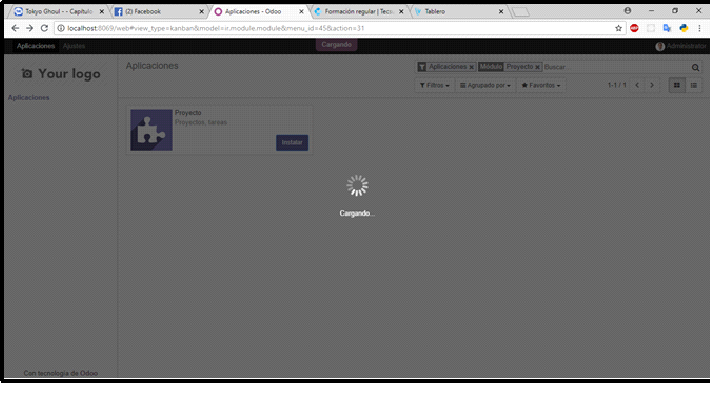 Tokyo Ghoul - - Capítulo
(2) Facebook
Aplicaciones - Odoo
Formación regular | Tecs
Tablero
localhost:8069/web#view_type=kanban&model=ir.module.module&menu_id=45&action=31
Aplicaciones Ajustes
Cargando
Administrator
Your logo
Aplicaciones
Aplicaciones
Aplicaciones x Módulo Proyecto x Buscar...
Filtros Agrupado por Favoritos
1-1 / 1
Proyecto
Proyectos, tareas
Instalar
Cargando...
Con tecnología de Odoo